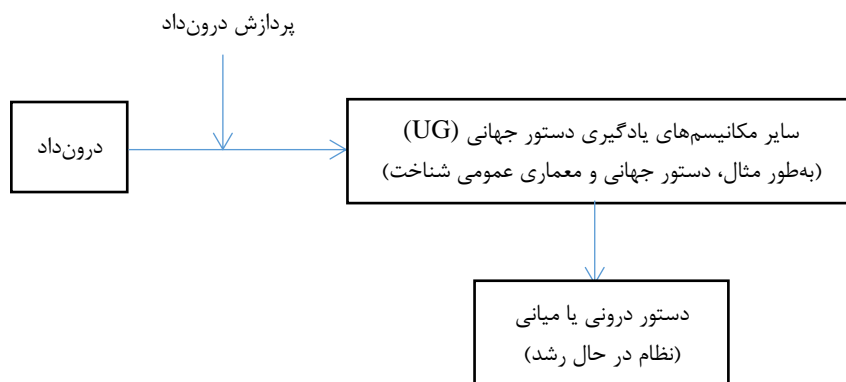 پردازش درون‌داد
درون‌داد
سایر مکانیسم‌های یادگیری دستور جهانی (UG)
(به‌طور مثال، دستور جهانی و معماری عمومی شناخت)
دستور درونی یا میانی
(نظام در حال رشد)